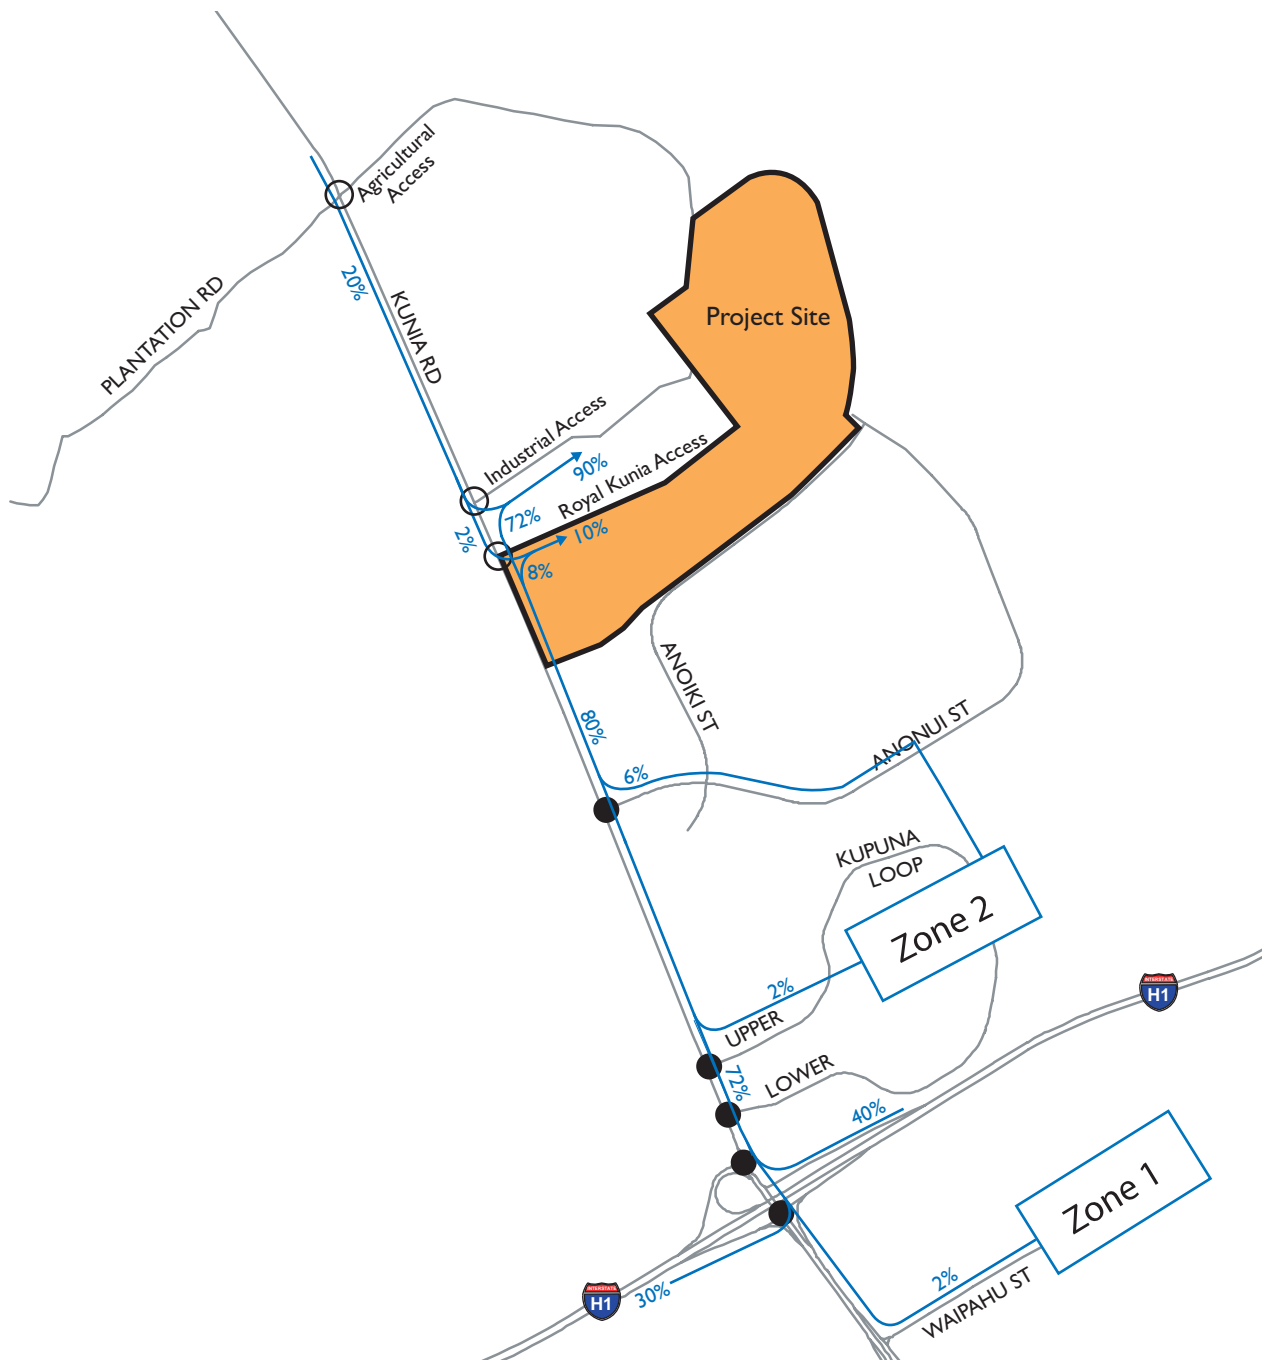 Agricultural
Access
20%
PLANTATION RD
KUNIA RD
Project Site
Industrial Access
90%
Royal Kunia Access
72%
10%
2%
8%
ANOIKI ST
80%
6%
ANONUI ST
KUPUNA
LOOP
Zone 2
2%
UPPER
INTERSTATE
H1
72%
LOWER
40%
Zone 1
30%
INTERSTATE
H1
2%
WAIPAHU ST